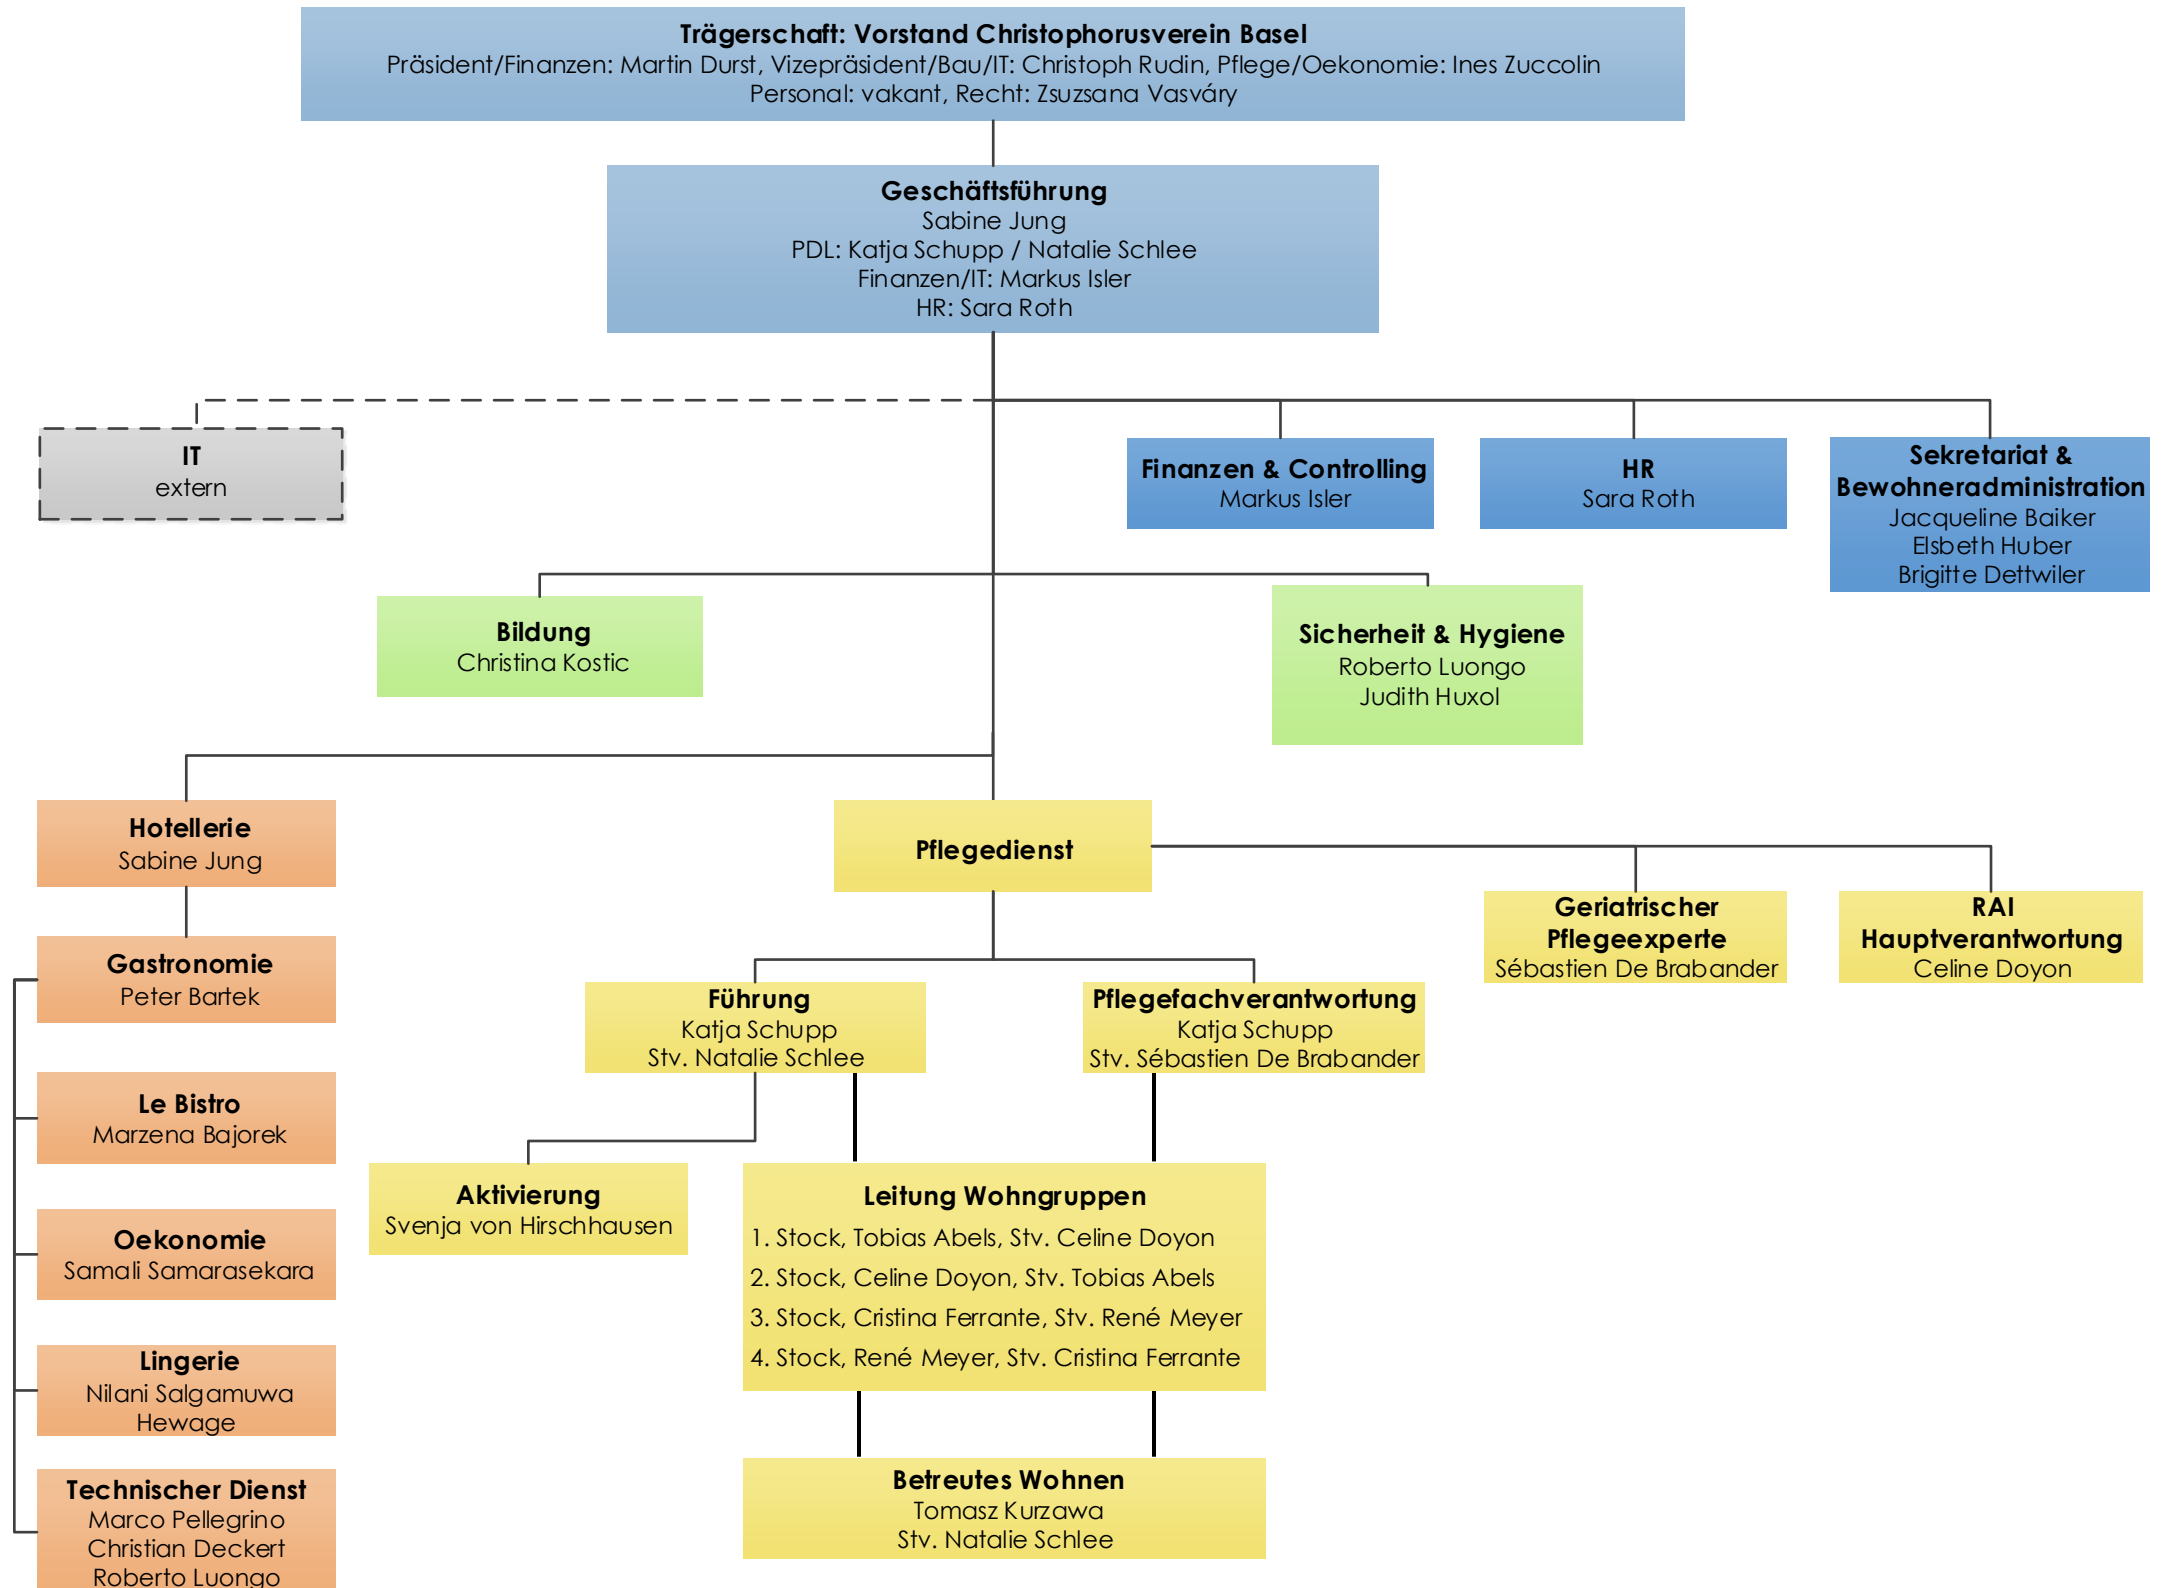 Trägerschaft: Vorstand Christophorusverein Basel
Präsident/Finanzen: Martin Durst, Vizepräsident/Bau/IT: Christoph Rudin, Pflege/Oekonomie: Ines Zuccolin
Personal: vakant, Recht: Zsuzsana Vasváry
Geschäftsführung
Sabine Jung
PDL: Katja Schupp / Natalie Schlee
Finanzen/IT: Markus Isler
HR: Sara Roth
IT
extern
Finanzen & Controlling
Markus Isler
HR
Sara Roth
Sekretariat &
Bewohneradministration
Jacqueline Baiker
Elsbeth Huber
Brigitte Dettwiler
Bildung
Christina Kostic
Sicherheit & Hygiene
Roberto Luongo
Judith Huxol
Hotellerie
Sabine Jung
Pflegedienst
Geriatrischer
Pflegeexperte
Sébastien De Brabander
RAI
Hauptverantwortung
Celine Doyon
Gastronomie
Peter Bartek
Führung
Katja Schupp
Stv. Natalie Schlee
Pflegefachverantwortung
Katja Schupp
Stv. Sébastien De Brabander
Le Bistro
Marzena Bajorek
Aktivierung
Svenja von Hirschhausen
Leitung Wohngruppen
1. Stock, Tobias Abels, Stv. Celine Doyon
2. Stock, Celine Doyon, Stv. Tobias Abels
3. Stock, Cristina Ferrante, Stv. René Meyer
4. Stock, René Meyer, Stv. Cristina Ferrante
Oekonomie
Samali Samarasekara
Lingerie
Nilani Salgamuwa
Hewage
Technischer Dienst
Marco Pellegrino
Christian Deckert
Roberto Luongo
Betreutes Wohnen
Tomasz Kurzawa
Stv. Natalie Schlee